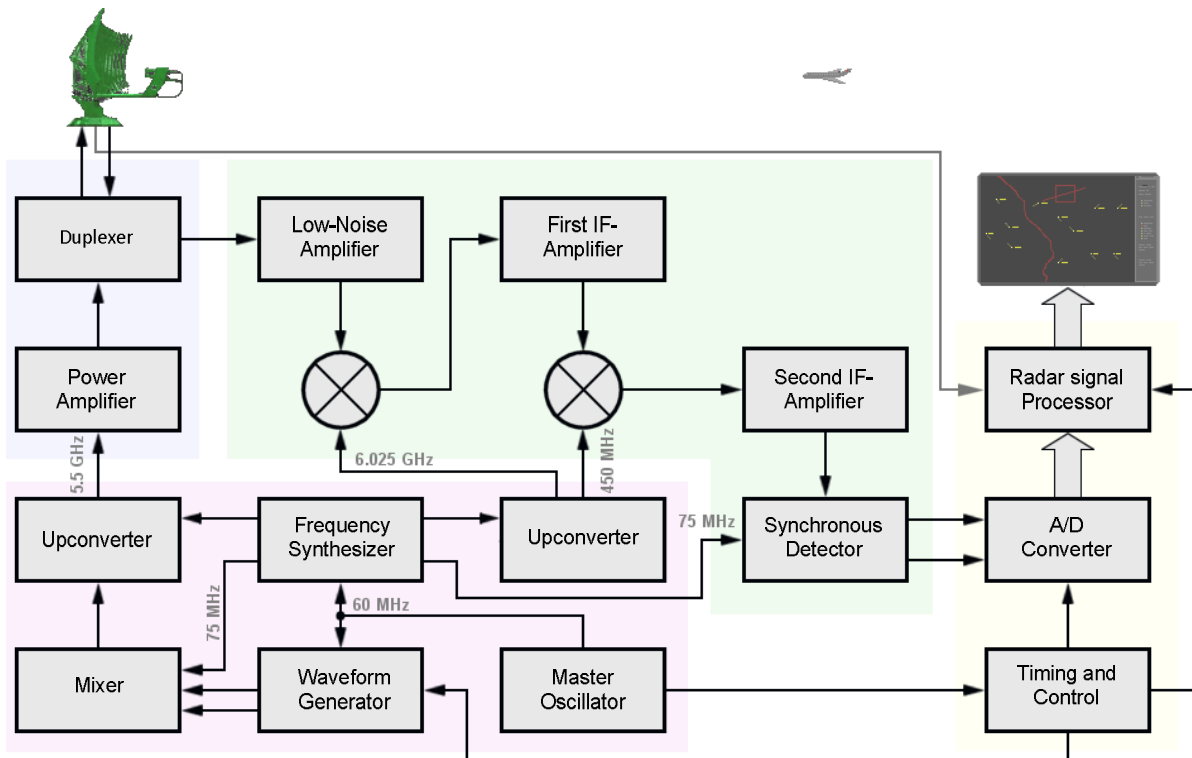 Duplexer
Low-Noise
Amplifier
First IF-
Amplifier
Power
Amplifier
Second IF-
Amplifier
Radar signal
Processor
5.5 GHz
6.025 GHz
450 MHz
Upconverter
Frequency
Synthesizer
Upconverter
75 MHz
Synchronous
Detector
A/D
Converter
75 MHz
60 MHz
Mixer
Waveform
Generator
Master
Oscillator
Timing and
Control